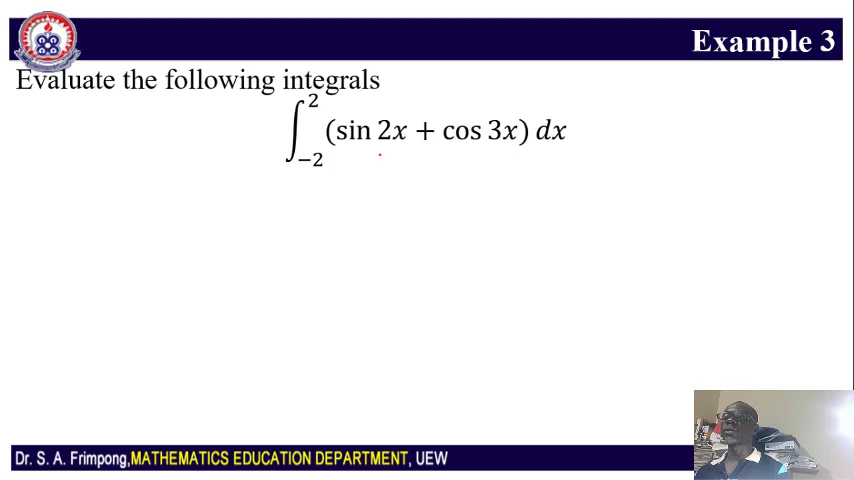 Example 3
Evaluate the following integrals
∫_{−2}^{2} (sin 2x + cos 3x) dx
Dr. S. A. Frimpong,MATHEMATICS EDUCATION DEPARTMENT, UEW